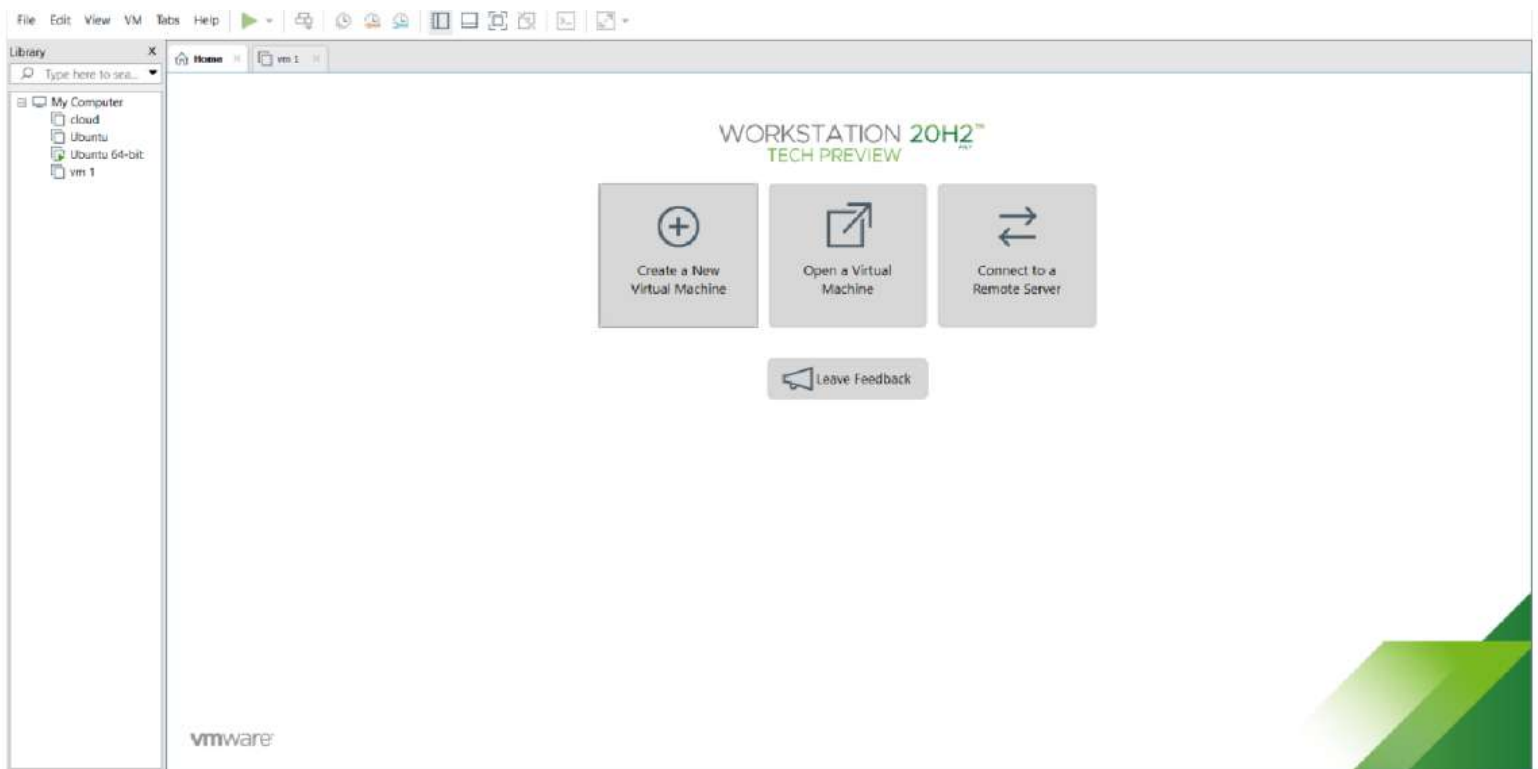 File Edit View VM Tabs Help
Library X
Type here to sea...
My Computer
cloud
Ubuntu
Ubuntu 64-bit
vm 1
Home
vm 1
WORKSTATION 20H2™
TECH PREVIEW
Create a New
Virtual Machine
Open a Virtual
Machine
Connect to a
Remote Server
Leave Feedback
vmware